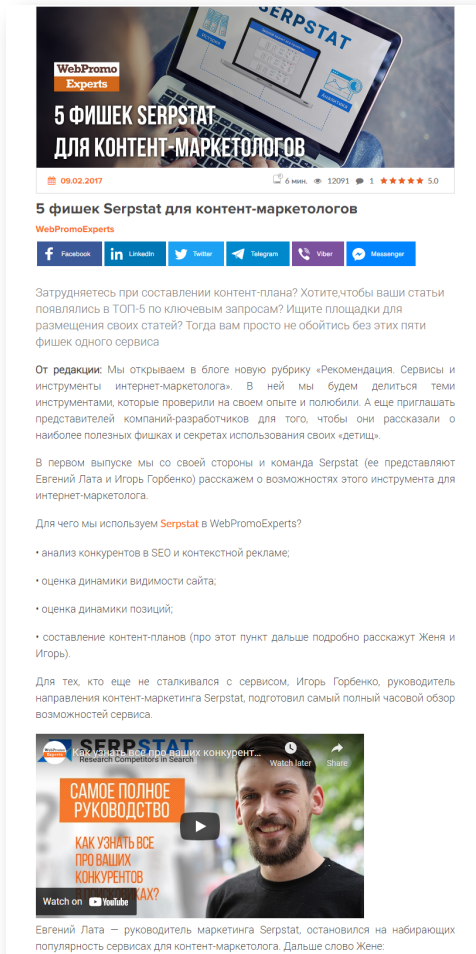 SERPSTAT
История
Аналитика
WebPromo
Experts
5 ФИШЕК SERPSTAT
ДЛЯ КОНТЕНТ-МАРКЕТОЛОГОВ
09.02.2017 6 мин. 12091 1 5.0
5 фишек Serpstat для контент-маркетологов
WebPromoExperts
Facebook LinkedIn Twitter Telegram Viber Messenger
Затрудняетесь при составлении контент-плана? Хотите,чтобы ваши статьи
появлялись в ТОП-5 по ключевым запросам? Ищите площадки для
размещения своих статей? Тогда вам просто не обойтись без этих пяти
фишек одного сервиса
От редакции: Мы открываем в блоге новую рубрику «Рекомендация. Сервисы и
инструменты интернет-маркетолога». В ней мы будем делиться теми
инструментами, которые проверили на своем опыте и полюбили. А еще приглашать
представителей компаний-разработчиков для того, чтобы они рассказали о
наиболее полезных фишках и секретах использования своих «детищ».
В первом выпуске мы со своей стороны и команда Serpstat (ее представляют
Евгений Лата и Игорь Горбенко) расскажем о возможностях этого инструмента для
интернет-маркетолога.
Для чего мы используем Serpstat в WebPromoExperts?
• анализ конкурентов в SEO и контекстной рекламе;
• оценка динамики видимости сайта;
• оценка динамики позиций;
• составление контент-планов (про этот пункт дальше подробно расскажут Женя и
Игорь).
Для тех, кто еще не сталкивался с сервисом, Игорь Горбенко, руководитель
направления контент-маркетинга Serpstat, подготовил самый полный часовой обзор
возможностей сервиса.
WebPromo
Experts
Как узнать всё про ваших конкурент...
SERPSTAT
Research Competitors in Search
Watch later Share
САМОЕ ПОЛНОЕ
РУКОВОДСТВО
КАК УЗНАТЬ ВСЕ
ПРО ВАШИХ
КОНКУРЕНТОВ
В ПОИСКОВИКАХ?
Watch on YouTube
Евгений Лата — руководитель маркетинга Serpstat, остановился на набирающих
популярность сервисах для контент-маркетолога. Дальше слово Жене: